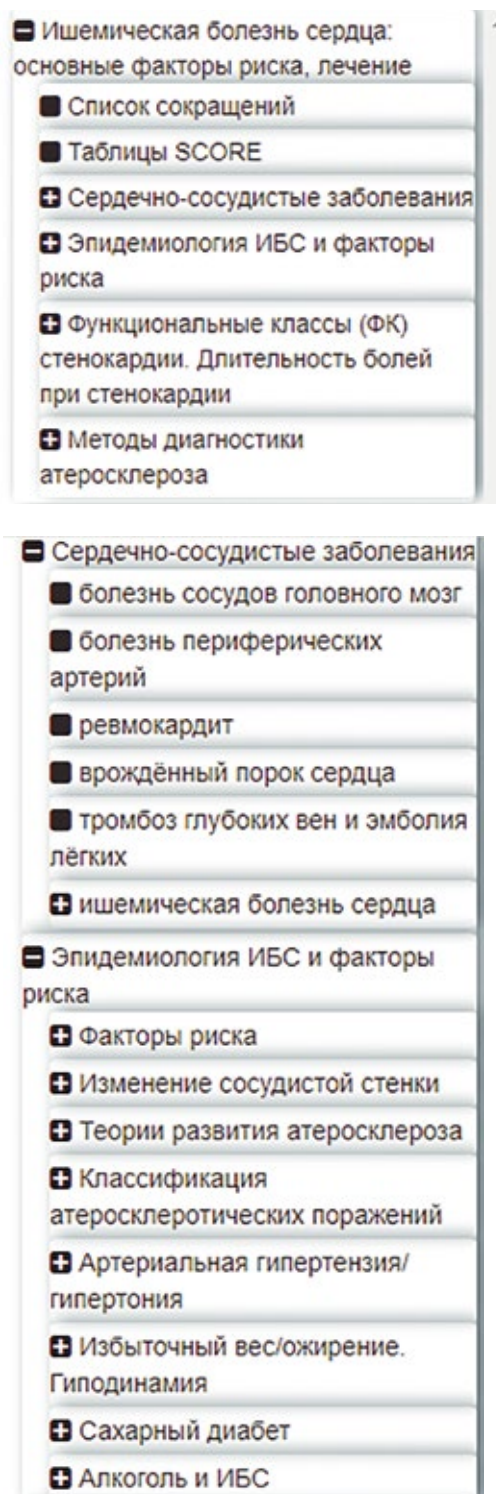 Ишемическая болезнь сердца:
основные факторы риска, лечение
Список сокращений
Таблицы SCORE
Сердечно-сосудистые заболевания
Эпидемиология ИБС и факторы
риска
Функциональные классы (ФК)
стенокардии. Длительность болей
при стенокардии
Методы диагностики
атеросклероза
Сердечно-сосудистые заболевания
болезнь сосудов головного мозг
болезнь периферических
артерий
ревмокардит
врождённый порок сердца
тромбоз глубоких вен и эмболия
лёгких
ишемическая болезнь сердца
Эпидемиология ИБС и факторы
риска
Факторы риска
Изменение сосудистой стенки
Теории развития атеросклероза
Классификация
атеросклеротических поражений
Артериальная гипертензия/
гипертония
Избыточный вес/ожирение.
Гиподинамия
Сахарный диабет
Алкоголь и ИБС